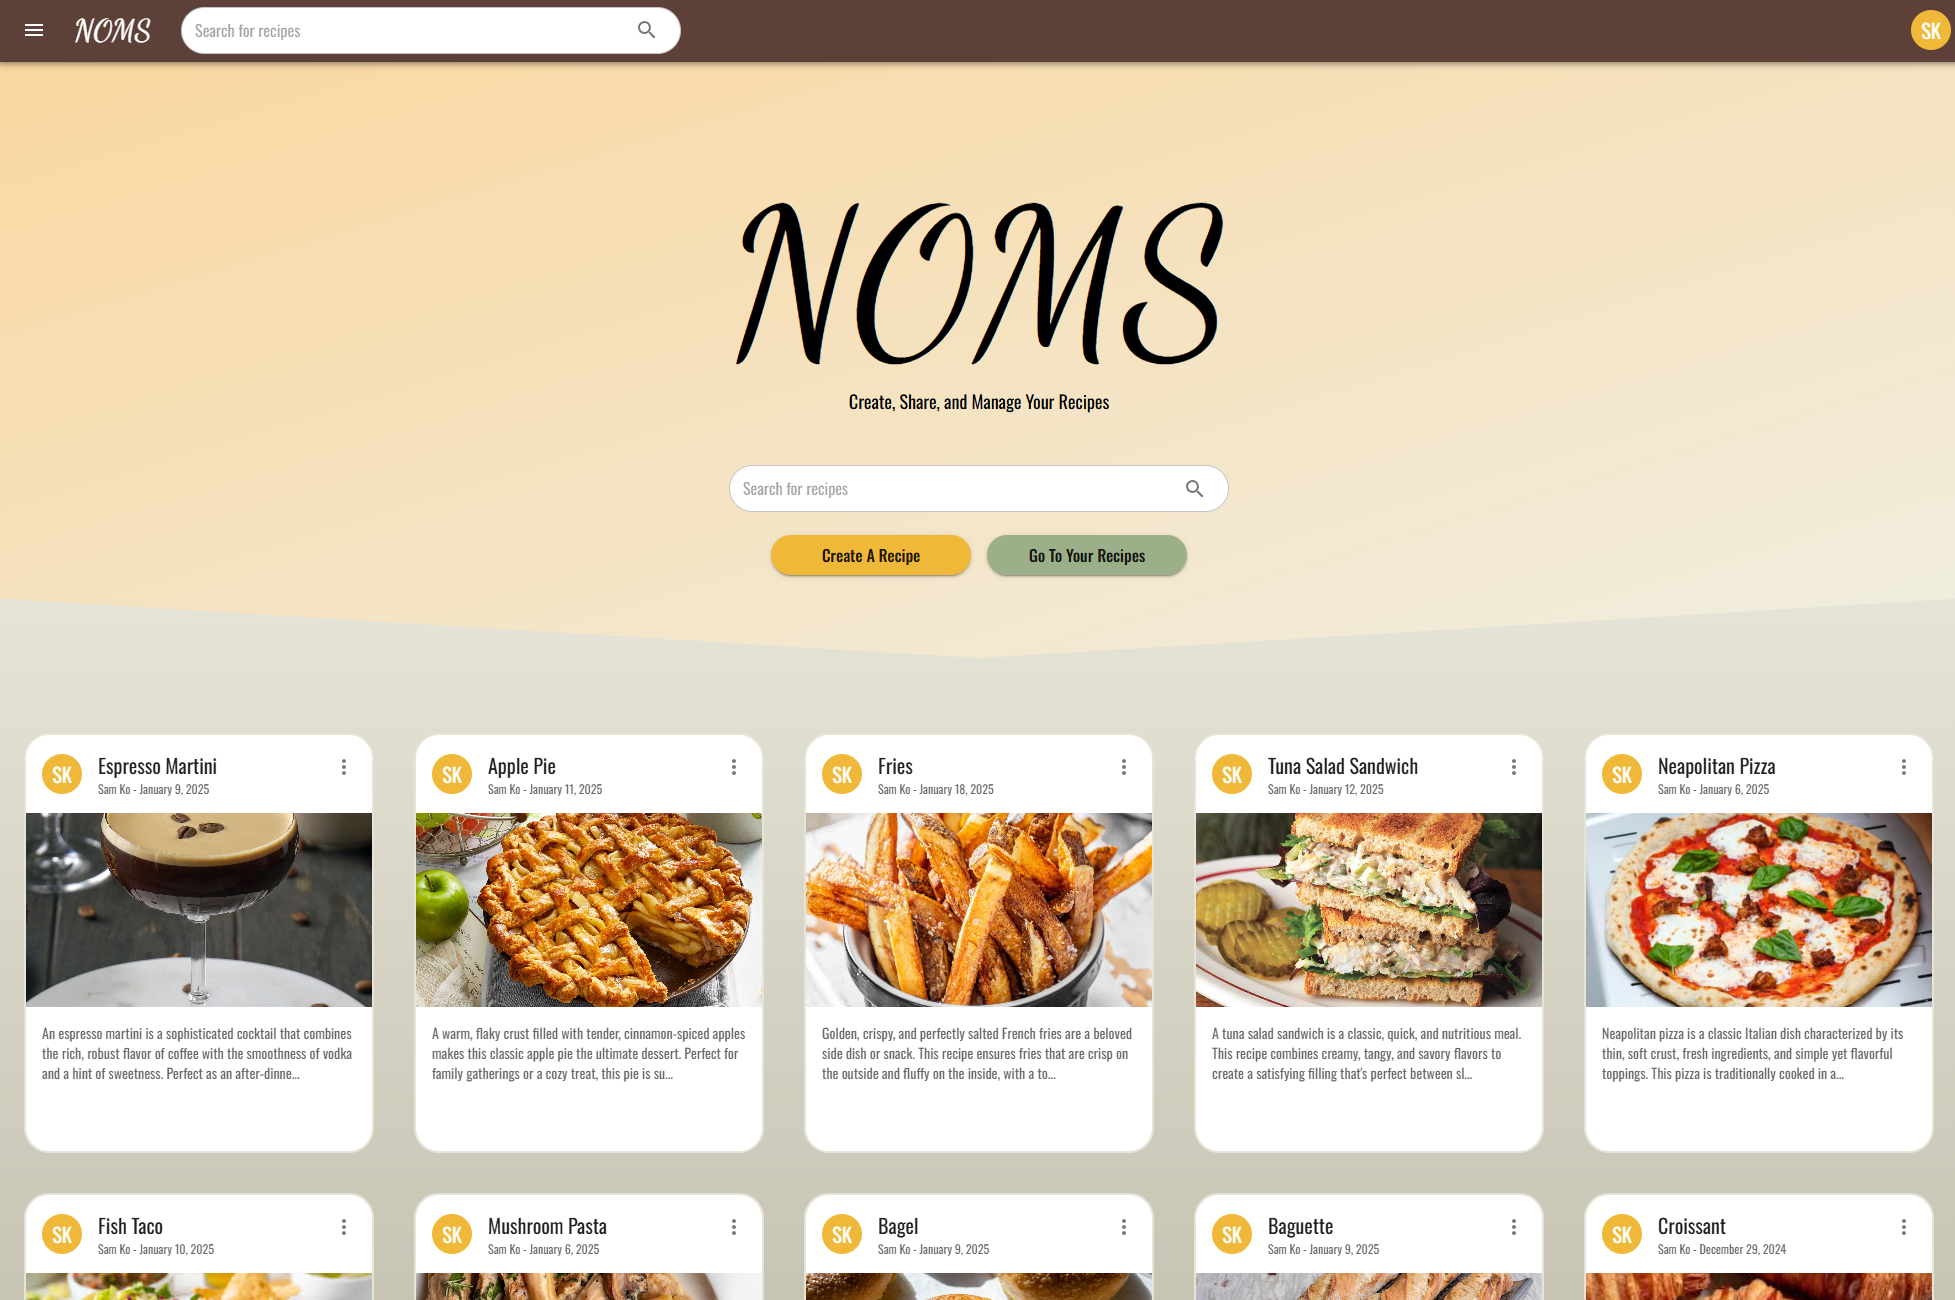 NOMS
Search for recipes
SK
NOMS
Create, Share, and Manage Your Recipes
Search for recipes
Create A Recipe
Go To Your Recipes
SK
Espresso Martini
Sam Ko - January 9, 2025
An espresso martini is a sophisticated cocktail that combines
the rich, robust flavor of coffee with the smoothness of vodka
and a hint of sweetness. Perfect as an after-dinne...
SK
Apple Pie
Sam Ko - January 11, 2025
A warm, flaky crust filled with tender, cinnamon-spiced apples
makes this classic apple pie the ultimate dessert. Perfect for
family gatherings or a cozy treat, this pie is su...
SK
Fries
Sam Ko - January 18, 2025
Golden, crispy, and perfectly salted French fries are a beloved
side dish or snack. This recipe ensures fries that are crisp on
the outside and fluffy on the inside, with a to...
SK
Tuna Salad Sandwich
Sam Ko - January 12, 2025
A tuna salad sandwich is a classic, quick, and nutritious meal.
This recipe combines creamy, tangy, and savory flavors to
create a satisfying filling that's perfect between sl...
SK
Neapolitan Pizza
Sam Ko - January 6, 2025
Neapolitan pizza is a classic Italian dish characterized by its
thin, soft crust, fresh ingredients, and simple yet flavorful
toppings. This pizza is traditionally cooked in a...
SK
Fish Taco
Sam Ko - January 10, 2025
SK
Mushroom Pasta
Sam Ko - January 6, 2025
SK
Bagel
Sam Ko - January 9, 2025
SK
Baguette
Sam Ko - January 9, 2025
SK
Croissant
Sam Ko - December 29, 2024